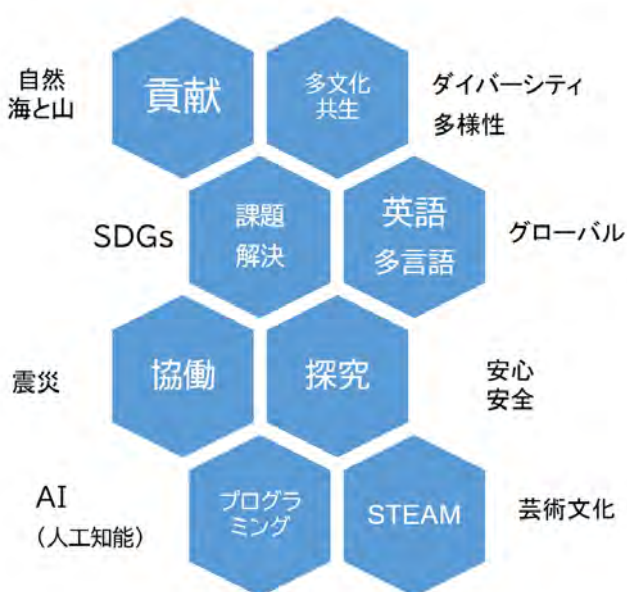 自然
海と山
貢献
多文化
共生
ダイバーシティ
多様性
SDGs
課題
解決
英語
多言語
グローバル
震災
協働
探究
安心
安全
AI
（人工知能）
プログラ
ミング
STEAM
芸術文化